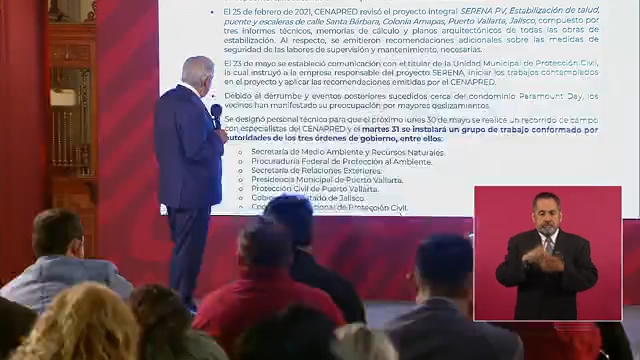 El 25 de febrero de 2021, CENAPRED revisó el proyecto integral SERENA PV, Estabilización de talud,
puente y escaleras de calle Santa Bárbara, Colonia Amapas, Puerto Vallarta, Jalisco, compuesto por
tres informes técnicos, memorias de cálculo y planos arquitectónicos de todas las obras de
estabilización. Al respecto, se emitieron recomendaciones adicionales sobre las medidas de
seguridad de las labores de supervisión y mantenimiento, necesarias.
El 23 de mayo se estableció comunicación con el titular de la Unidad Municipal de Protección Civil,
la cual instruyó a la empresa responsable del proyecto SERENA, iniciar los trabajos contemplados
en el proyecto y aplicar las recomendaciones emitidas por el CENAPRED.
Debido al derrumbe y eventos posteriores sucedidos cerca del condominio Paramount Day, los
vecinos han manifestado su preocupación por mayores deslizamientos.
Se designó personal técnica para que el próximo lunes 30 de mayo se realice un recorrido de campo
con especialistas del CENAPRED y el martes 31 se instalará un grupo de trabajo conformado por
autoridades de los tres órdenes de gobierno, entre ellos:
Secretaría de Medio Ambiente y Recursos Naturales.
Procuraduría Federal de Protección al Ambiente.
Secretaría de Relaciones Exteriores.
Presidencia Municipal de Puerto Vallarta.
Protección Civil de Puerto Vallarta.
Estado de Jalisco.
de Protección Civil.